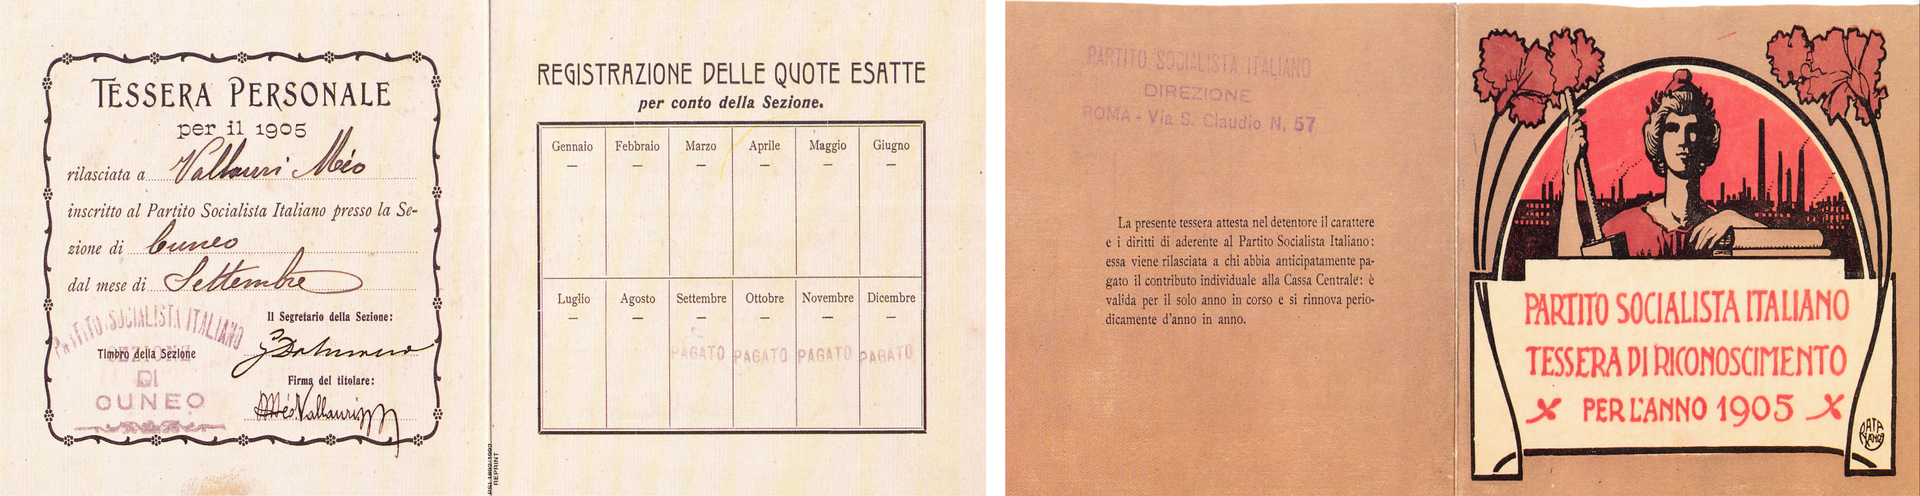 TESSERA PERSONALE
per il 1905
rilasciata a Vallauri Méo
inscritto al Partito Socialista Italiano presso la Se-
zione di Cuneo
dal mese di Settembre
PARTITO SOCIALISTA ITALIANO
SEZIONE
DI
CUNEO
Timbro della Sezione
Il Segretario della Sezione:
Firma del titolare:
Méo Vallauri
REPRINT
REGISTRAZIONE DELLE QUOTE ESATTE
per conto della Sezione.
Gennaio Febbraio Marzo Aprile Maggio Giugno
— — — — — —
Luglio Agosto Settembre Ottobre Novembre Dicembre
— — — — — —
PAGATO PAGATO PAGATO PAGATO
PARTITO SOCIALISTA ITALIANO
DIREZIONE
ROMA - Via S. Claudio N. 57
La presente tessera attesta nel detentore il carattere
e i diritti di aderente al Partito Socialista Italiano:
essa viene rilasciata a chi abbia anticipatamente pa-
gato il contributo individuale alla Cassa Centrale: è
valida per il solo anno in corso e si rinnova perio-
dicamente d'anno in anno.
PARTITO SOCIALISTA ITALIANO
TESSERA DI RICONOSCIMENTO
PER L'ANNO 1905